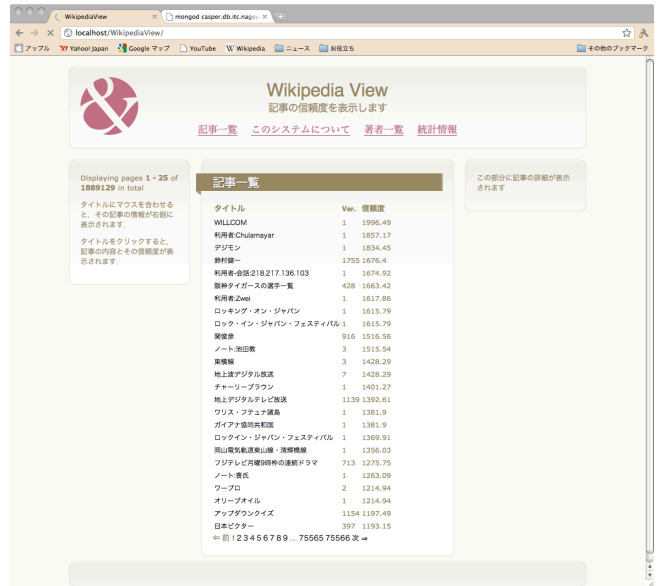 WikipediaView
mongod casper.db.itc.nagoy
localhost/WikipediaView/
アップル Yahoo! Japan Google マップ YouTube Wikipedia ニュース お役立ち その他のブックマーク
Wikipedia View
記事の信頼度を表示します
記事一覧 このシステムについて 著者一覧 統計情報
Displaying pages 1 - 25 of
1889129 in total
タイトルにマウスを合わせる
と、その記事の情報が右側に
表示されます.
タイトルをクリックすると,
記事の内容とその信頼度が表
示されます.
記事一覧
タイトル Ver. 信頼度
WILLCOM 1 1996.49
利用者:Chulamayar 1 1857.17
デジモン 1 1834.45
鈴村健一 1755 1676.4
利用者-会話:218.217.136.103 1 1674.92
阪神タイガースの選手一覧 428 1663.42
利用者:Zwei 1 1617.86
ロッキング・オン・ジャパン 1 1615.79
ロック・イン・ジャパン・フェスティバル 1 1615.79
関俊彦 916 1516.56
ノート:池田教 3 1515.54
東横線 3 1428.29
地上波デジタル放送 7 1428.29
チャーリーブラウン 1 1401.27
地上デジタルテレビ放送 1139 1392.61
ワリス・フテュナ諸島 1 1381.9
ガイアナ協同共和国 1 1381.9
ロックイン・ジャパン・フェスティバル 1 1369.91
岡山電気軌道東山線・清輝橋線 1 1356.03
フジテレビ月曜9時枠の連続ドラマ 713 1275.75
ノート:曹氏 1 1263.09
ワープロ 2 1214.94
オリーブオイル 1 1214.94
アップダウンクイズ 1154 1197.49
日本ビクター 397 1193.15
⇐ 前 1 2 3 4 5 6 7 8 9 ... 75565 75566 次 ⇒
この部分に記事の詳細が表示
されます